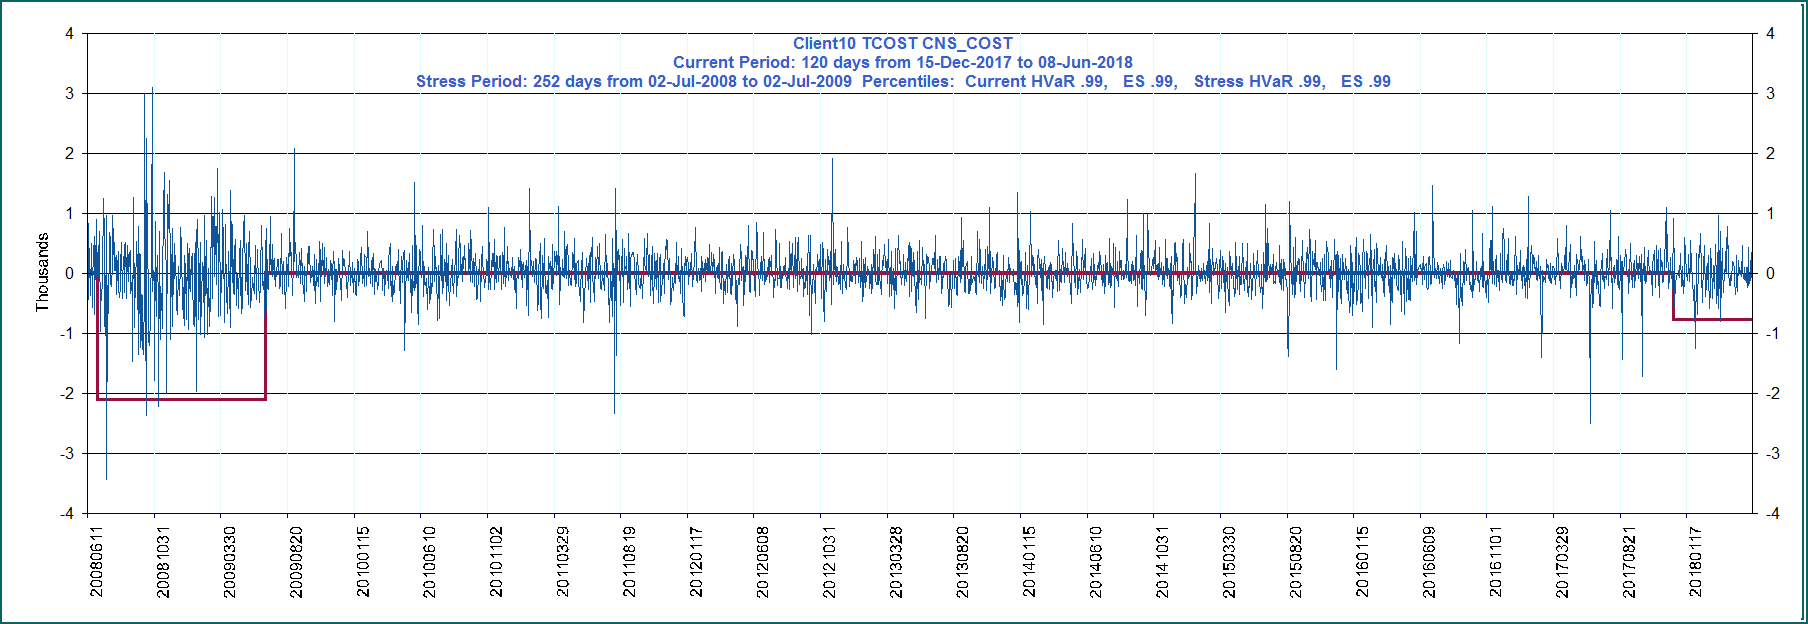 Client10 TCOST CNS_COST
Current Period: 120 days from 15-Dec-2017 to 08-Jun-2018
Stress Period: 252 days from 02-Jul-2008 to 02-Jul-2009  Percentiles:  Current HVaR .99,   ES .99,   Stress HVaR .99,   ES .99
Thousands
4 4
3 3
2 2
1 1
0 0
-1 -1
-2 -2
-3 -3
-4 -4
20080611 20081031 20090330 20090820 20100115 20100610 20101102 20110329 20110819 20120117 20120608 20121031 20130328 20130820 20140115 20140610 20141031 20150330 20150820 20160115 20160609 20161101 20170329 20170821 20180117